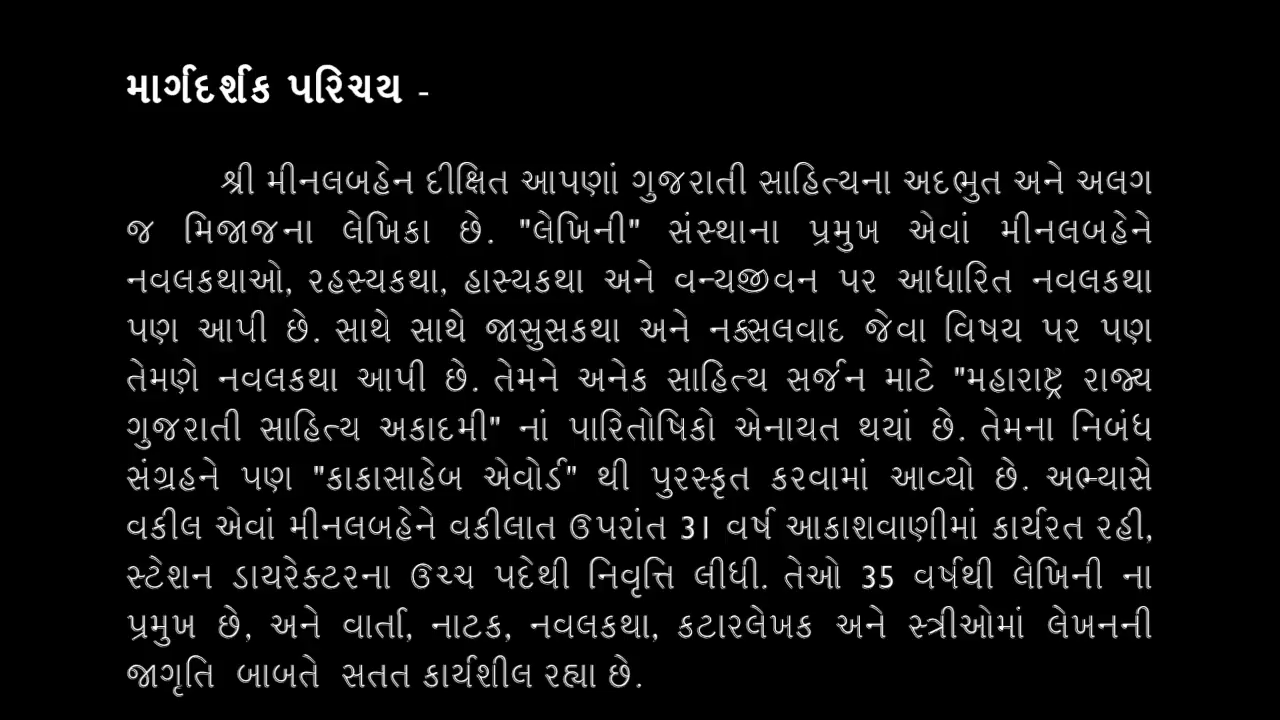 માર્ગદર્શક પરિચય -
શ્રી મીનલબહેન દીક્ષિત આપણાં ગુજરાતી સાહિત્યના અદભુત અને અલગ
જ મિજાજના લેખિકા છે. "લેખિની" સંસ્થાના પ્રમુખ એવાં મીનલબહેને
નવલકથાઓ, રહસ્યકથા, હાસ્યકથા અને વન્યજીવન પર આધારિત નવલકથા
પણ આપી છે. સાથે સાથે જાસુસકથા અને નક્સલવાદ જેવા વિષય પર પણ
તેમણે નવલકથા આપી છે. તેમને અનેક સાહિત્ય સર્જન માટે "મહારાષ્ટ્ર રાજ્ય
ગુજરાતી સાહિત્ય અકાદમી" નાં પારિતોષિકો એનાયત થયાં છે. તેમના નિબંધ
સંગ્રહને પણ "કાકાસાહેબ એવોર્ડ" થી પુરસ્કૃત કરવામાં આવ્યો છે. અભ્યાસે
વકીલ એવાં મીનલબહેને વકીલાત ઉપરાંત 31 વર્ષ આકાશવાણીમાં કાર્યરત રહી,
સ્ટેશન ડાયરેક્ટરના ઉચ્ચ પદેથી નિવૃત્તિ લીધી. તેઓ 35 વર્ષથી લેખિની ના
પ્રમુખ છે, અને વાર્તા, નાટક, નવલકથા, કટારલેખક અને સ્ત્રીઓમાં લેખનની
જાગૃતિ બાબતે સતત કાર્યશીલ રહ્યા છે.